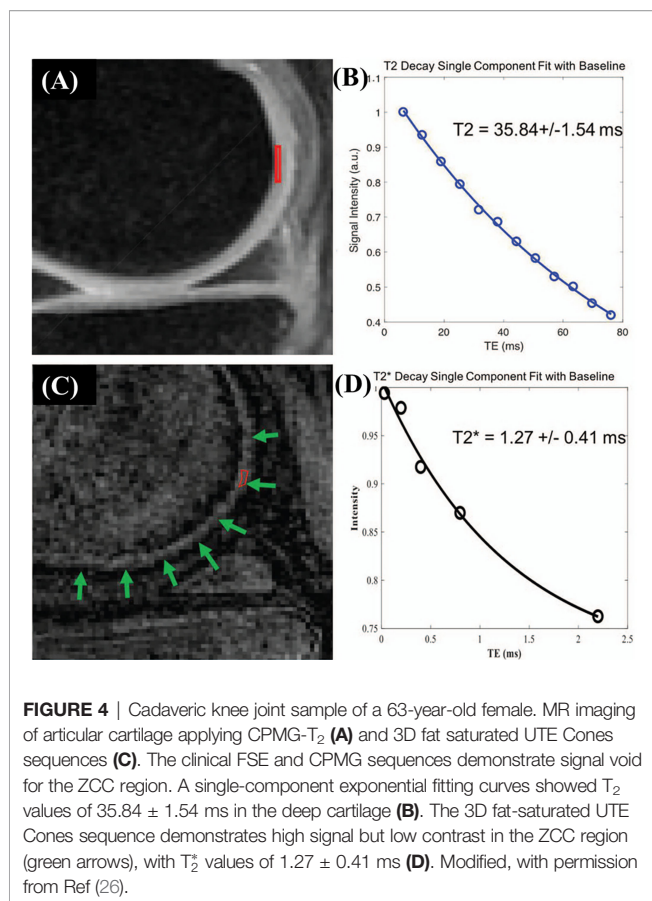 (A)
(B)
T2 Decay Single Component Fit with Baseline
1.1
1
0.9
0.8
0.7
0.6
0.5
0.4
Signal Intensity (a.u.)
T2 = 35.84+/-1.54 ms
0 20 40 60 80
TE (ms)
(C)
(D)
T2* Decay Single Component Fit with Baseline
0.95
0.9
0.85
0.8
0.75
Intensity
T2* = 1.27 +/- 0.41 ms
0 0.5 1 1.5 2 2.5
TE (ms)
FIGURE 4 | Cadaveric knee joint sample of a 63-year-old female. MR imaging
of articular cartilage applying CPMG-T₂ (A) and 3D fat saturated UTE Cones
sequences (C). The clinical FSE and CPMG sequences demonstrate signal void
for the ZCC region. A single-component exponential fitting curves showed T₂
values of 35.84 ± 1.54 ms in the deep cartilage (B). The 3D fat-saturated UTE
Cones sequence demonstrates high signal but low contrast in the ZCC region
(green arrows), with T₂* values of 1.27 ± 0.41 ms (D). Modified, with permission
from Ref (26).